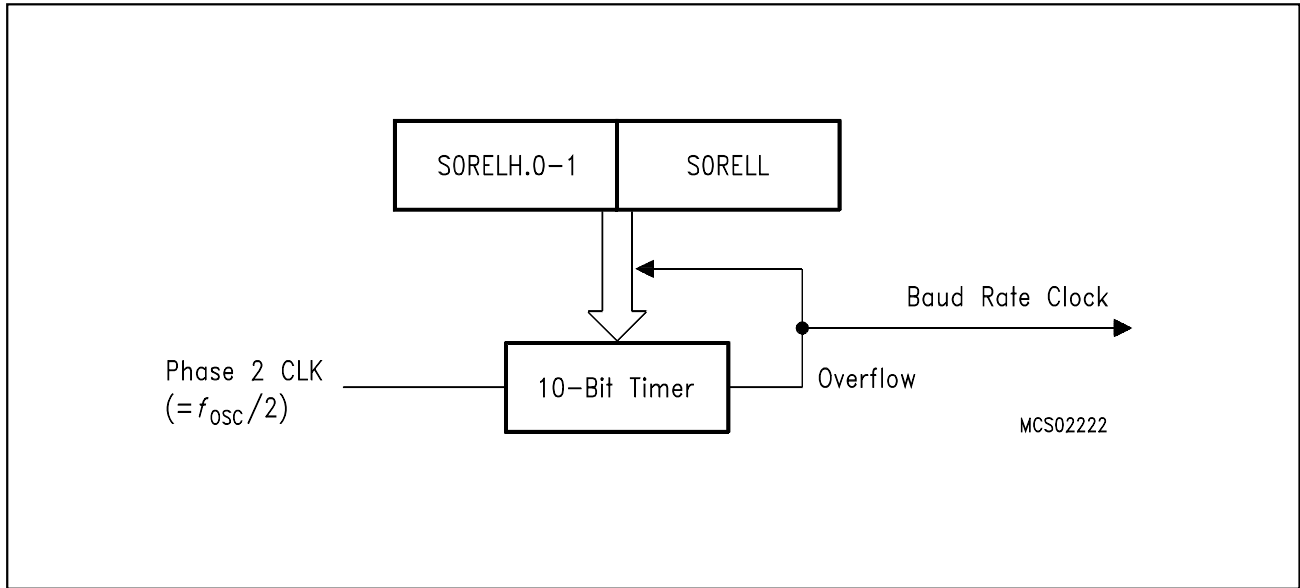 S0RELH.0-1
S0RELL
Baud Rate Clock
Phase 2 CLK
(=fOSC/2)
10-Bit Timer
Overflow
MCS02222